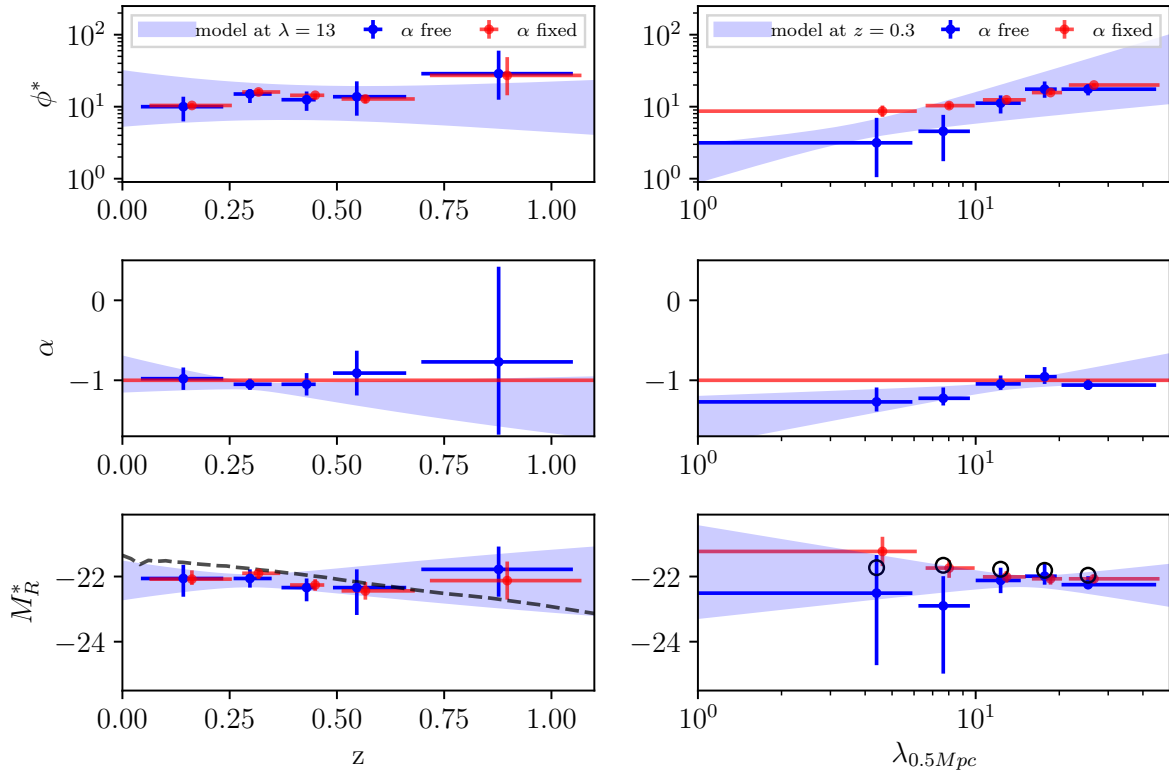 model at λ = 13 α free α fixed
model at z = 0.3 α free α fixed
10²
10¹
10⁰
ϕ*
0.00 0.25 0.50 0.75 1.00
10²
10¹
10⁰
10⁰ 10¹
0
−1
α
0.00 0.25 0.50 0.75 1.00
0
−1
10⁰ 10¹
−22
−24
M*_R
0.00 0.25 0.50 0.75 1.00
z
−22
−24
10⁰ 10¹
λ_{0.5Mpc}